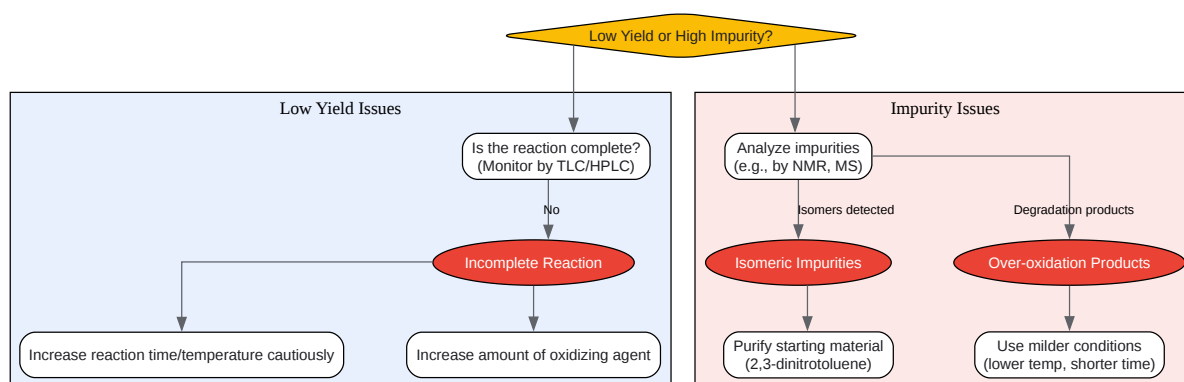 Low Yield or High Impurity?
Low Yield Issues
Is the reaction complete?
(Monitor by TLC/HPLC)
No
Incomplete Reaction
Increase reaction time/temperature cautiously
Increase amount of oxidizing agent
Impurity Issues
Analyze impurities
(e.g., by NMR, MS)
Isomers detected
Degradation products
Isomeric Impurities
Over-oxidation Products
Purify starting material
(2,3-dinitrotoluene)
Use milder conditions
(lower temp, shorter time)